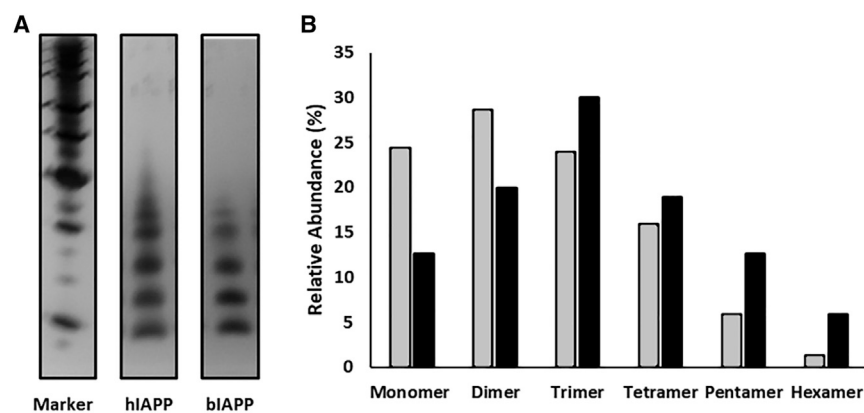 A
Marker
hIAPP
bIAPP
B
Relative Abundance (%)
35
30
25
20
15
10
5
0
Monomer
Dimer
Trimer
Tetramer
Pentamer
Hexamer